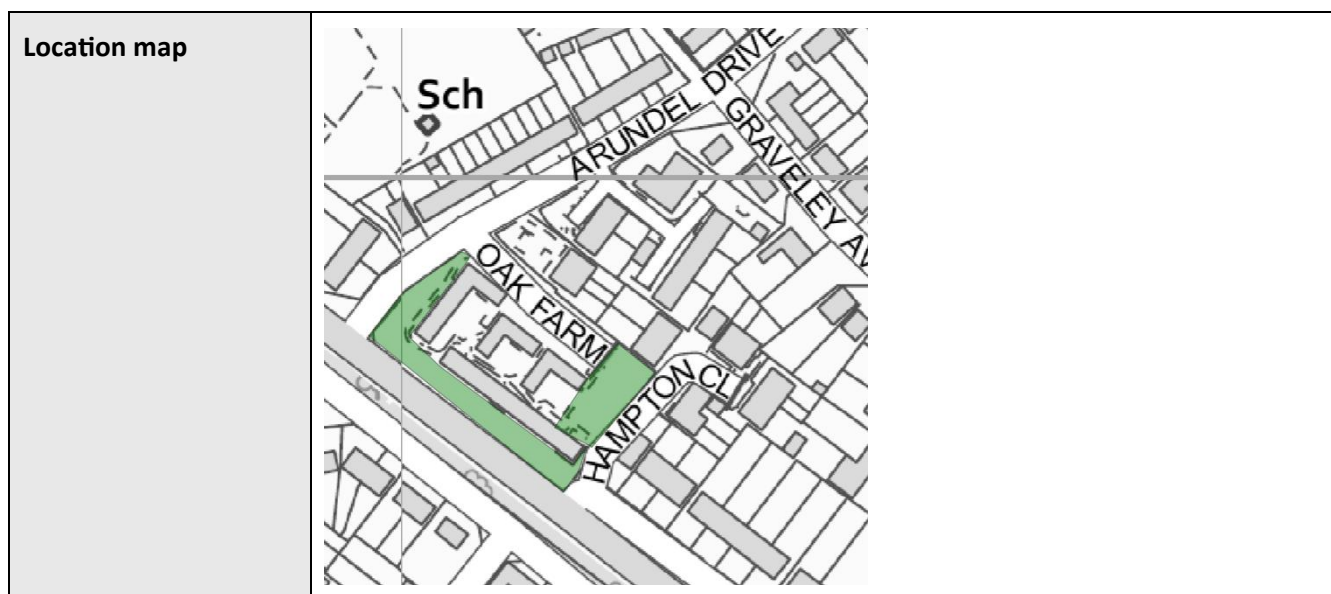 Location map
Sch
ARUNDEL DRIVE
GRAVELEY AV
OAK FARM
HAMPTON CL